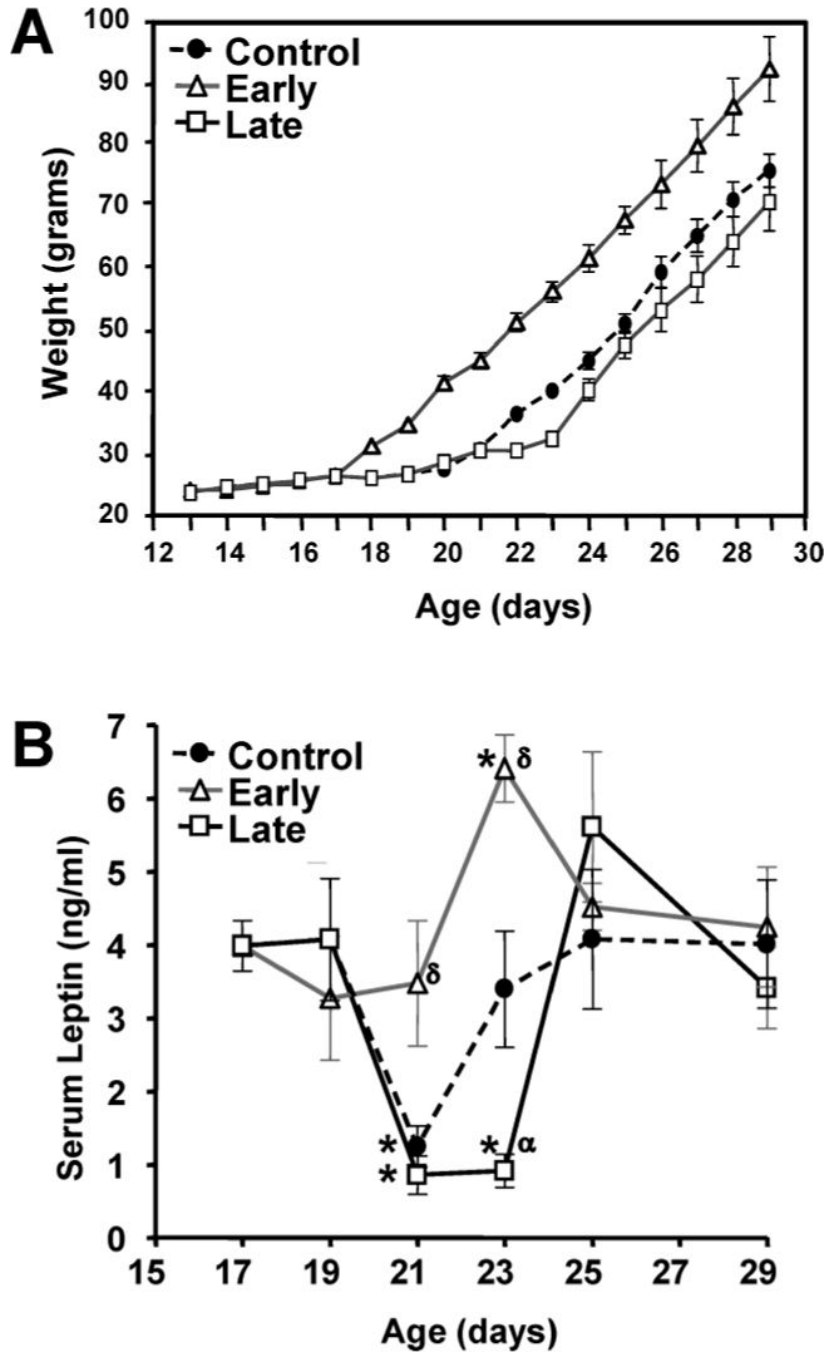 A
Control
Early
Late
100
90
80
70
60
50
40
30
20
Weight (grams)
12 14 16 18 20 22 24 26 28 30
Age (days)
B
Control
Early
Late
7
6
5
4
3
2
1
0
Serum Leptin (ng/ml)
* δ
δ
*
*
* α
15 17 19 21 23 25 27 29
Age (days)